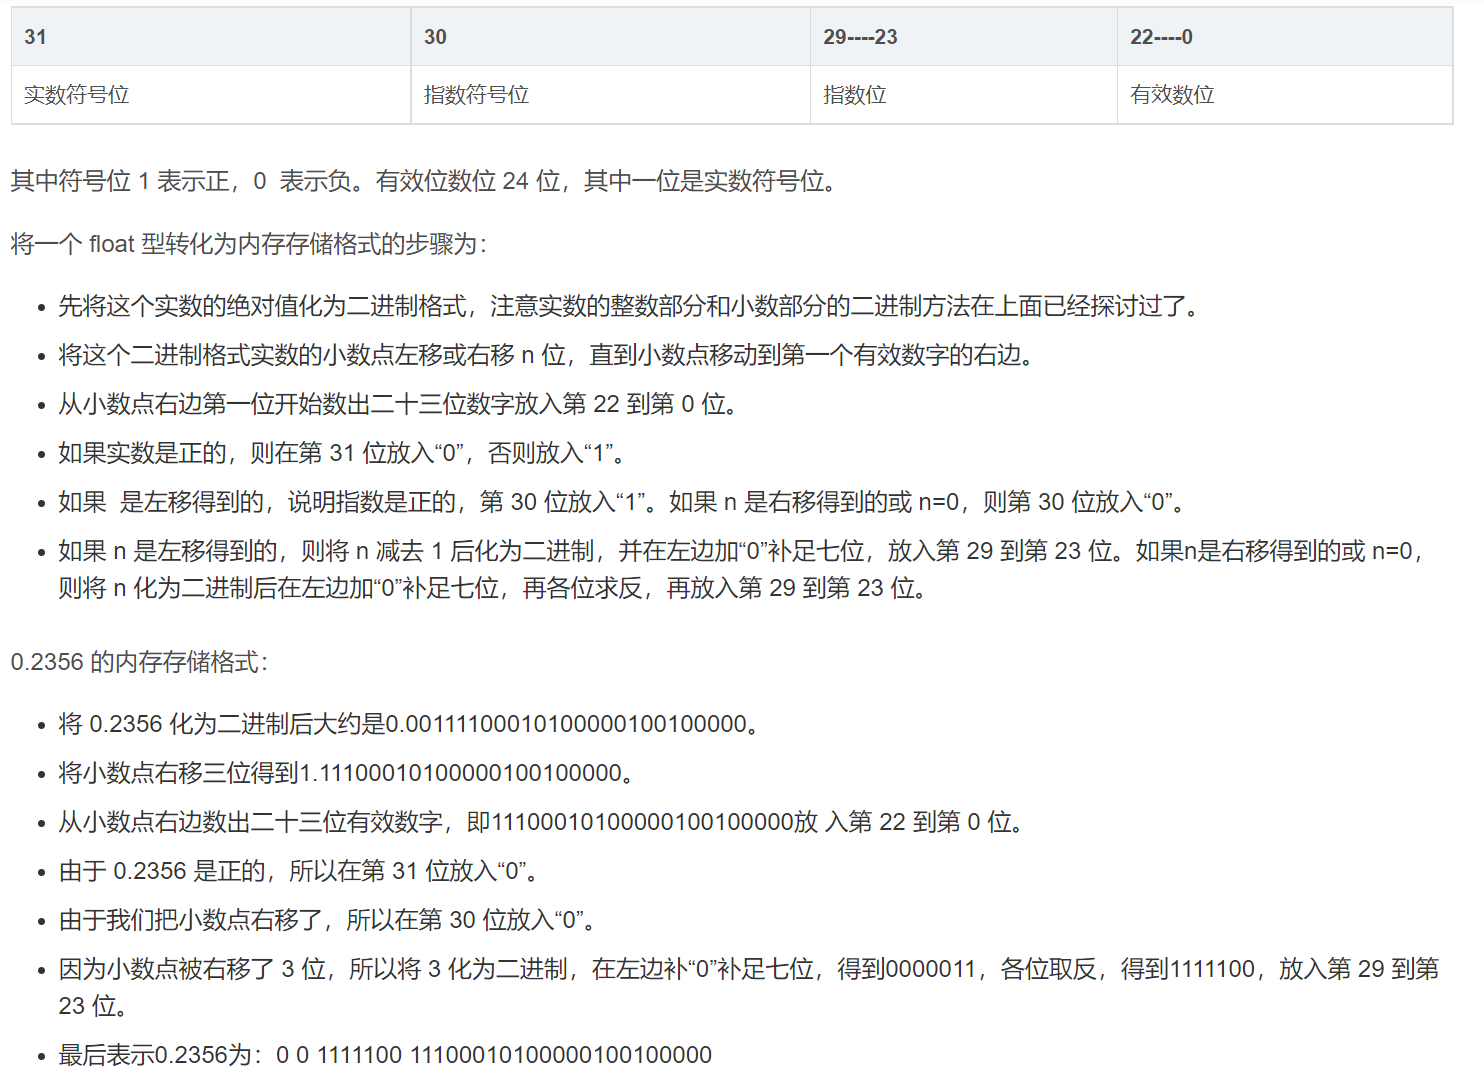 31 30 29----23 22----0
实数符号位 指数符号位 指数位 有效数位
其中符号位 1 表示正，0  表示负。有效位数位 24 位，其中一位是实数符号位。
将一个 float 型转化为内存存储格式的步骤为：
• 先将这个实数的绝对值化为二进制格式，注意实数的整数部分和小数部分的二进制方法在上面已经探讨过了。
• 将这个二进制格式实数的小数点左移或右移 n 位，直到小数点移动到第一个有效数字的右边。
• 从小数点右边第一位开始数出二十三位数字放入第 22 到第 0 位。
• 如果实数是正的，则在第 31 位放入“0”，否则放入“1”。
• 如果  是左移得到的，说明指数是正的，第 30 位放入“1”。如果 n 是右移得到的或 n=0，则第 30 位放入“0”。
• 如果 n 是左移得到的，则将 n 减去 1 后化为二进制，并在左边加“0”补足七位，放入第 29 到第 23 位。如果n是右移得到的或 n=0，
则将 n 化为二进制后在左边加“0”补足七位，再各位求反，再放入第 29 到第 23 位。
0.2356 的内存存储格式：
• 将 0.2356 化为二进制后大约是0.00111100010100000100100000。
• 将小数点右移三位得到1.11100010100000100100000。
• 从小数点右边数出二十三位有效数字，即11100010100000100100000放 入第 22 到第 0 位。
• 由于 0.2356 是正的，所以在第 31 位放入“0”。
• 由于我们把小数点右移了，所以在第 30 位放入“0”。
• 因为小数点被右移了 3 位，所以将 3 化为二进制，在左边补“0”补足七位，得到0000011，各位取反，得到1111100，放入第 29 到第
23 位。
• 最后表示0.2356为：0 0 1111100 11100010100000100100000